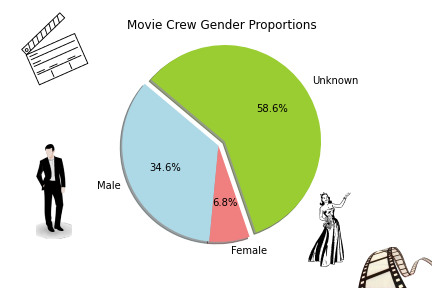 Movie Crew Gender Proportions
Unknown
58.6%
34.6%
Male
6.8%
Female